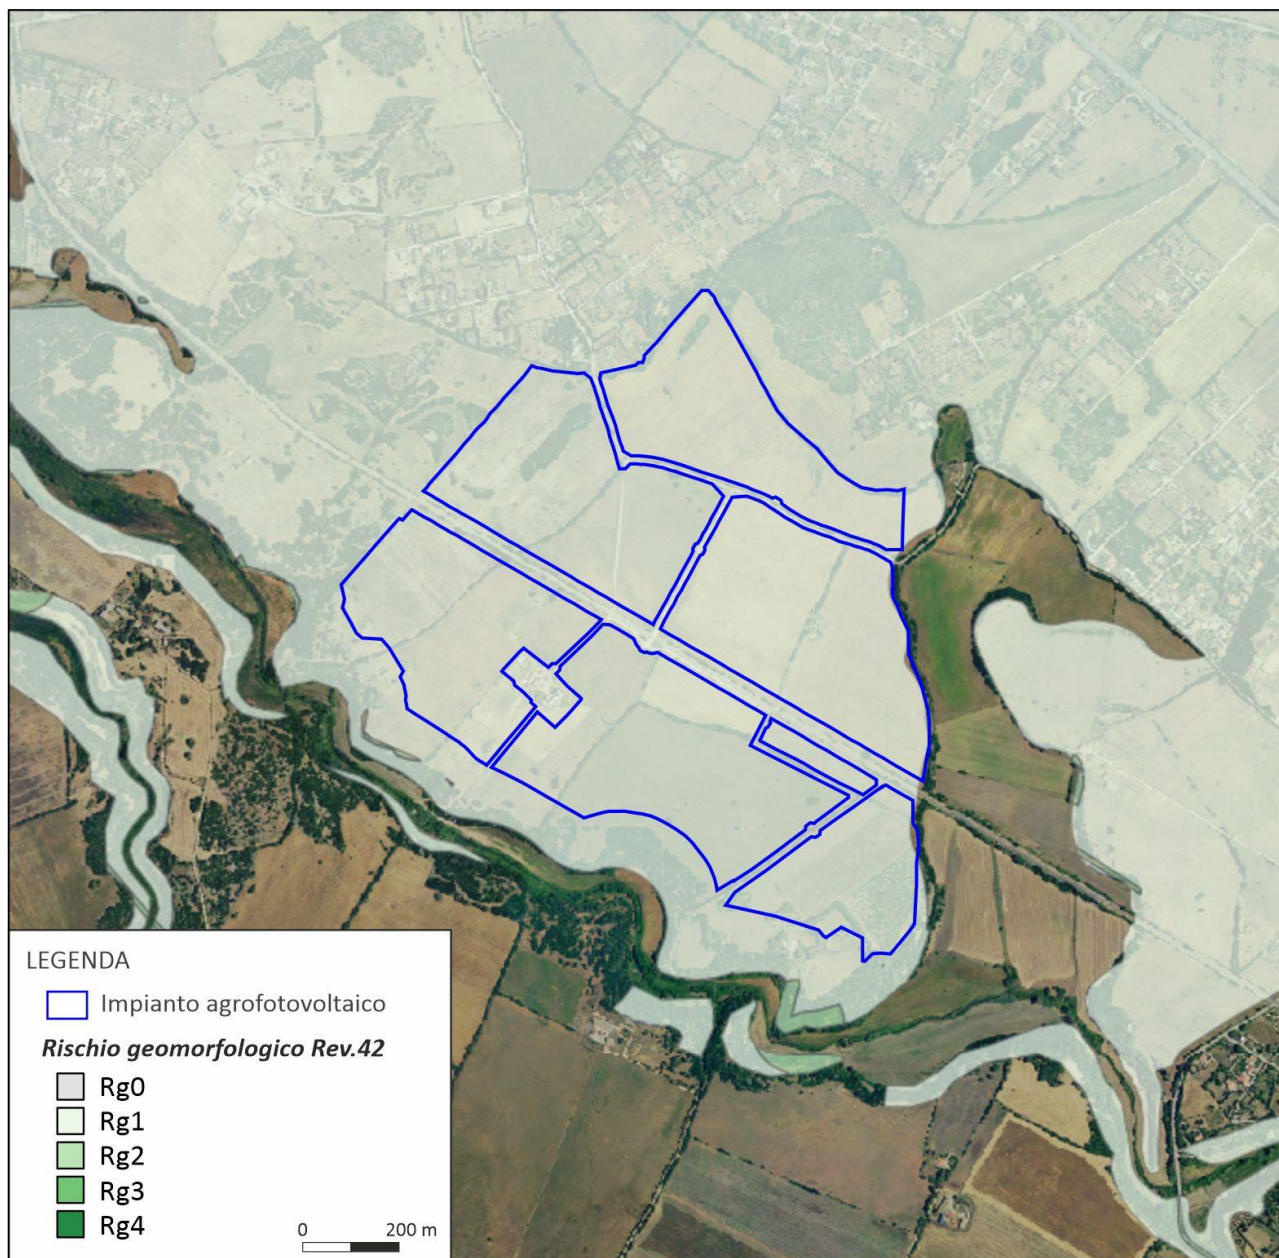 LEGENDA
Impianto agrofotovoltaico
Rischio geomorfologico Rev.42
Rg0
Rg1
Rg2
Rg3
Rg4
0 200 m